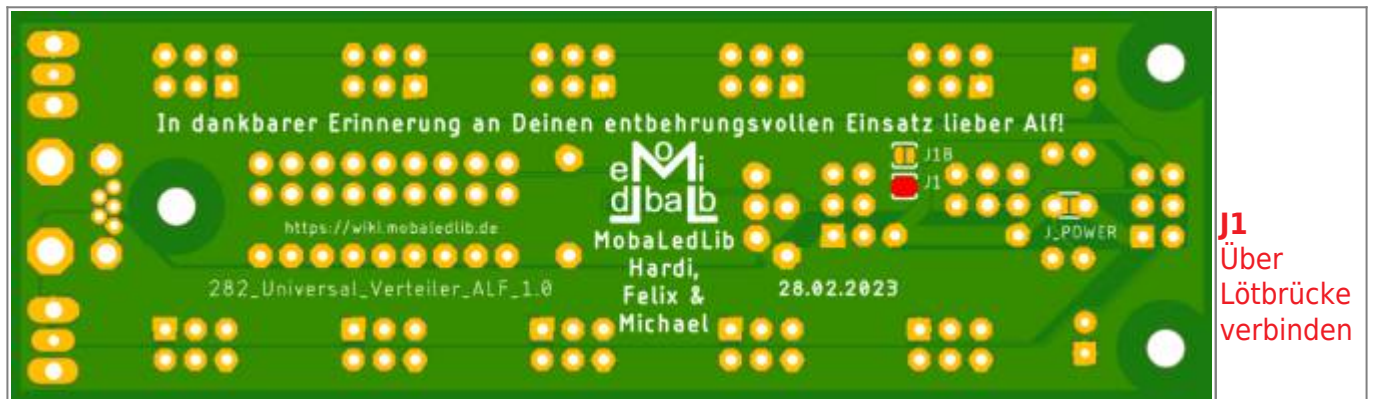 In dankbarer Erinnerung an Deinen entbehrungsvollen Einsatz lieber Alf!
J1B
J1
e M o i
d ba l b
https://wiki.mobaledlib.de
J_POWER
MobaLedLib
Hardi,
282_Universal_Verteiler_ALF_1.0
Felix &
28.02.2023
Michael
J1
Über
Lötbrücke
verbinden